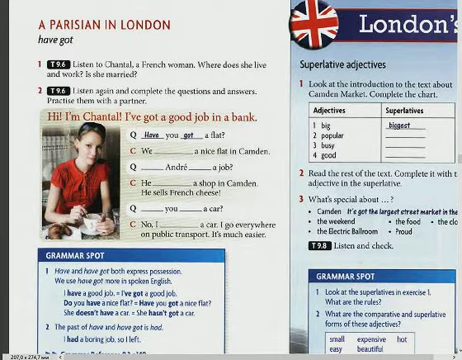 A PARISIAN IN LONDON
have got
1 T 9.6 Listen to Chantal, a French woman. Where does she live
and work? Is she married?
2 T 9.6 Listen again and complete the questions and answers.
Practise them with a partner.
Hi! I'm Chantal! I've got a good job in a bank.
Q Have you got a flat?
C We ______ a nice flat in Camden.
Q ______ André ______ a job?
C He ______ a shop in Camden.
He sells French cheese!
Q ______ you ______ a car?
C No, I ______ a car. I go everywhere
on public transport. It's much easier.
GRAMMAR SPOT
1 Have and have got both express possession.
We use have got more in spoken English.
I have a good job. = I've got a good job.
Do you have a nice flat? = Have you got a nice flat?
She doesn't have a car. = She hasn't got a car.
2 The past of have and have got is had.
I had a boring job, so I left.
London's
Superlative adjectives
1 Look at the introduction to the text about
Camden Market. Complete the chart.
Adjectives Superlatives
1 big biggest
2 popular
3 busy
4 good
2 Read the rest of the text. Complete it with t
adjective in the superlative.
3 What's special about ... ?
• Camden It's got the largest street market in the
• the weekend • the food • the clo
• the Electric Ballroom • Proud
T 9.8 Listen and check.
GRAMMAR SPOT
1 Look at the superlatives in exercise 1.
What are the rules?
2 What are the comparative and superlative
forms of these adjectives?
small expensive hot
easy beautiful